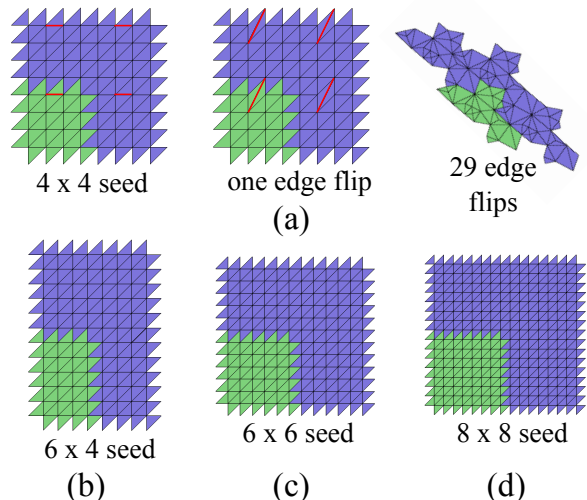 4 x 4 seed
one edge flip
29 edge
flips
(a)
6 x 4 seed
6 x 6 seed
8 x 8 seed
(b)
(c)
(d)